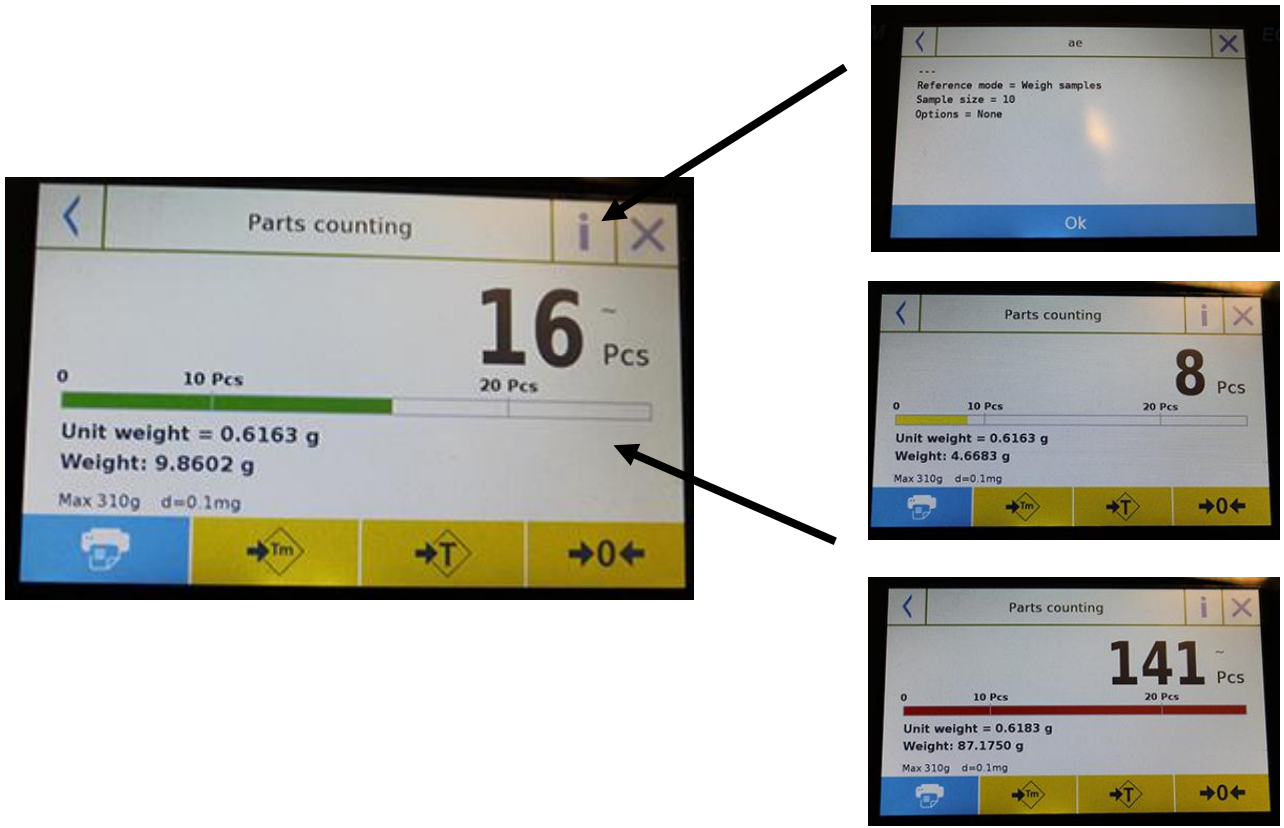 Parts counting
i
16 ~
Pcs
0 10 Pcs 20 Pcs
Unit weight = 0.6163 g
Weight: 9.8602 g
Max 310g d=0.1mg
Tm T 0
ae
---
Reference mode = Weigh samples
Sample size = 10
Options = None
Ok
Parts counting
i
8 Pcs
0 10 Pcs 20 Pcs
Unit weight = 0.6163 g
Weight: 4.6683 g
Max 310g d=0.1mg
Tm T 0
Parts counting
i
141 ~
Pcs
0 10 Pcs 20 Pcs
Unit weight = 0.6183 g
Weight: 87.1750 g
Max 310g d=0.1mg
Tm T 0